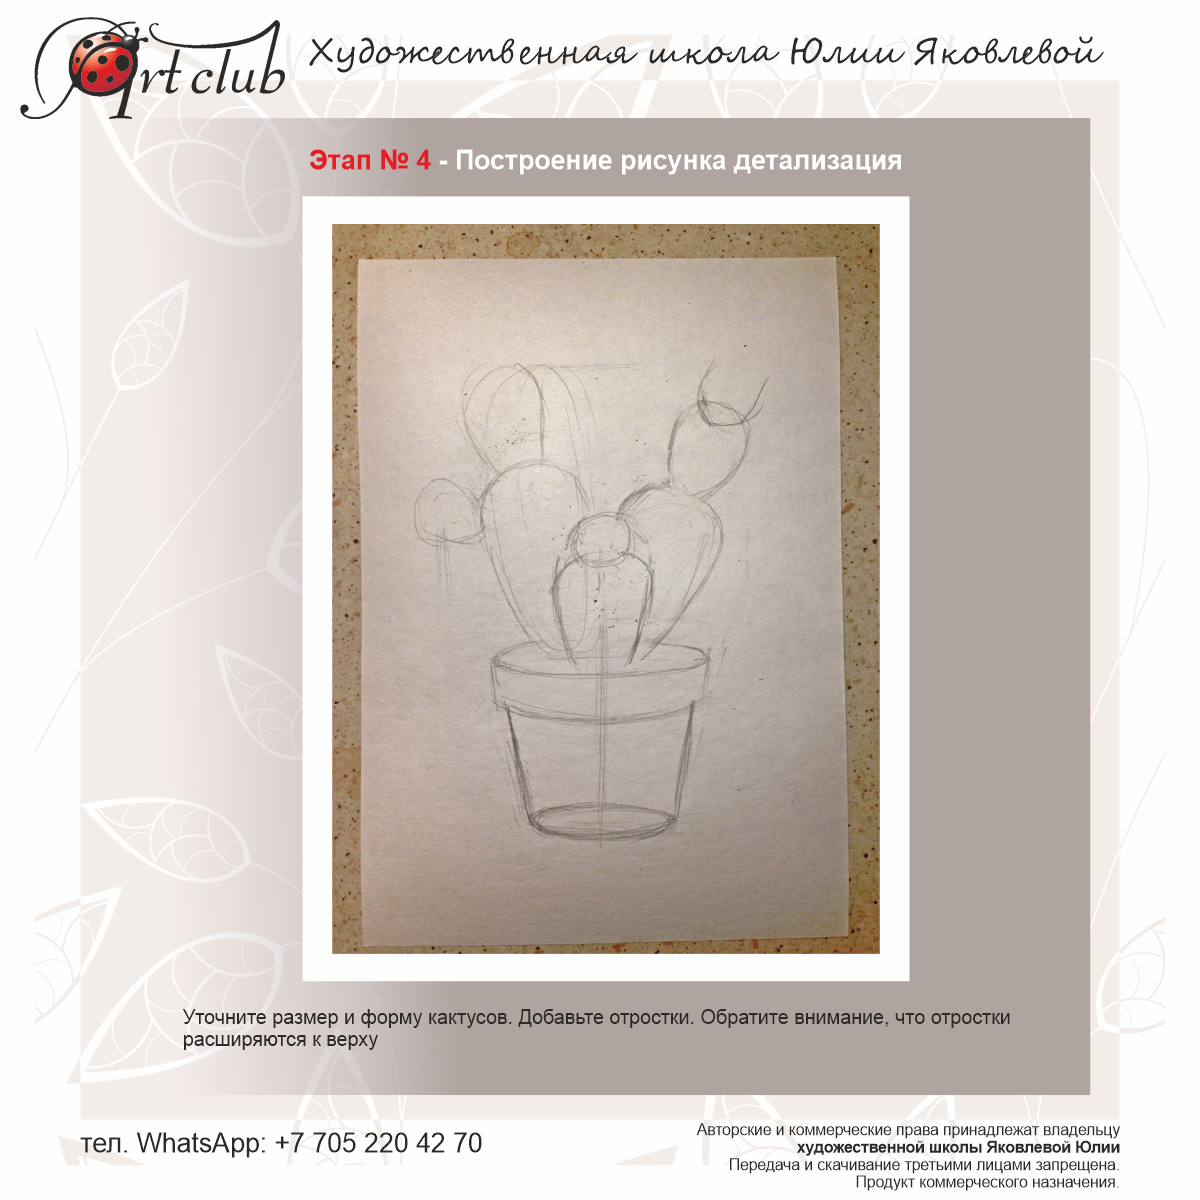 Art club
Художественная школа Юлии Яковлевой
Этап № 4 - Построение рисунка детализация
Уточните размер и форму кактусов. Добавьте отростки. Обратите внимание, что отростки
расширяются к верху
тел. WhatsApp: +7 705 220 42 70
Авторские и коммерческие права принадлежат владельцу
художественной школы Яковлевой Юлии
Передача и скачивание третьими лицами запрещена.
Продукт коммерческого назначения.